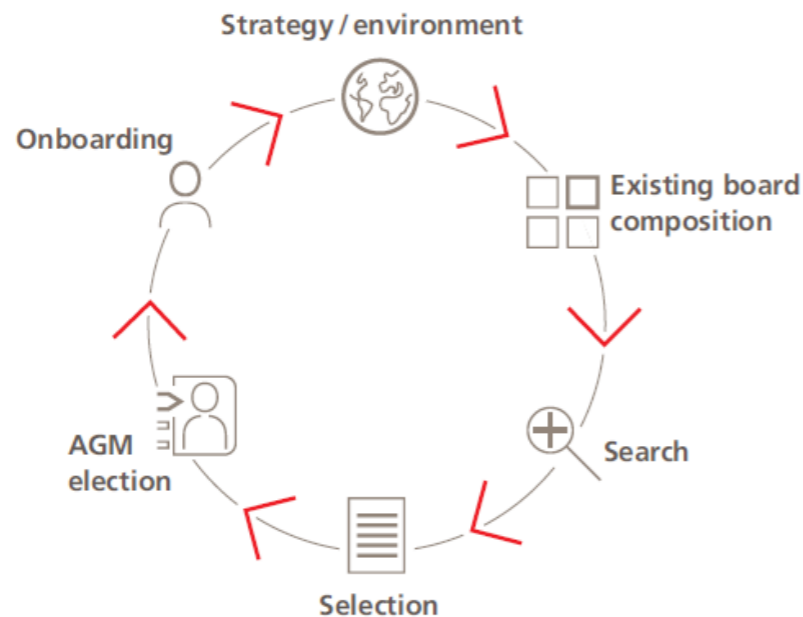 Strategy / environment
Existing board
composition
Search
Selection
AGM
election
Onboarding